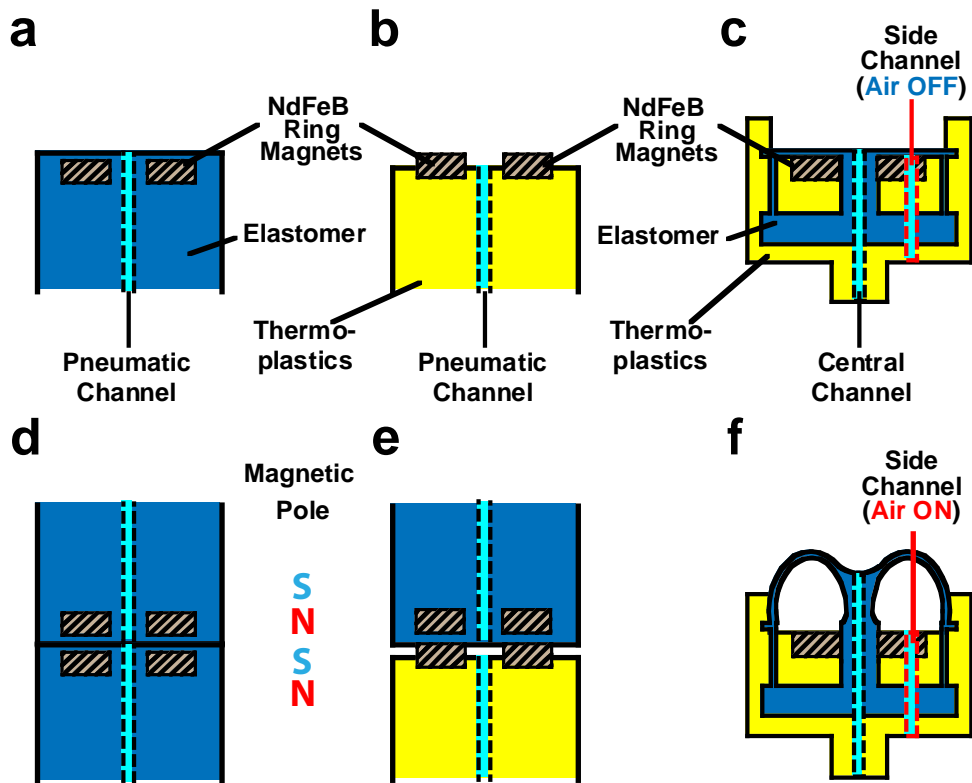 a
b
c
Side
Channel
(Air OFF)
NdFeB
Ring
Magnets
NdFeB
Ring
Magnets
Elastomer
Elastomer
Thermo-
plastics
Thermo-
plastics
Pneumatic
Channel
Pneumatic
Channel
Central
Channel
d
e
f
Magnetic
Pole
S
N
S
N
Side
Channel
(Air ON)